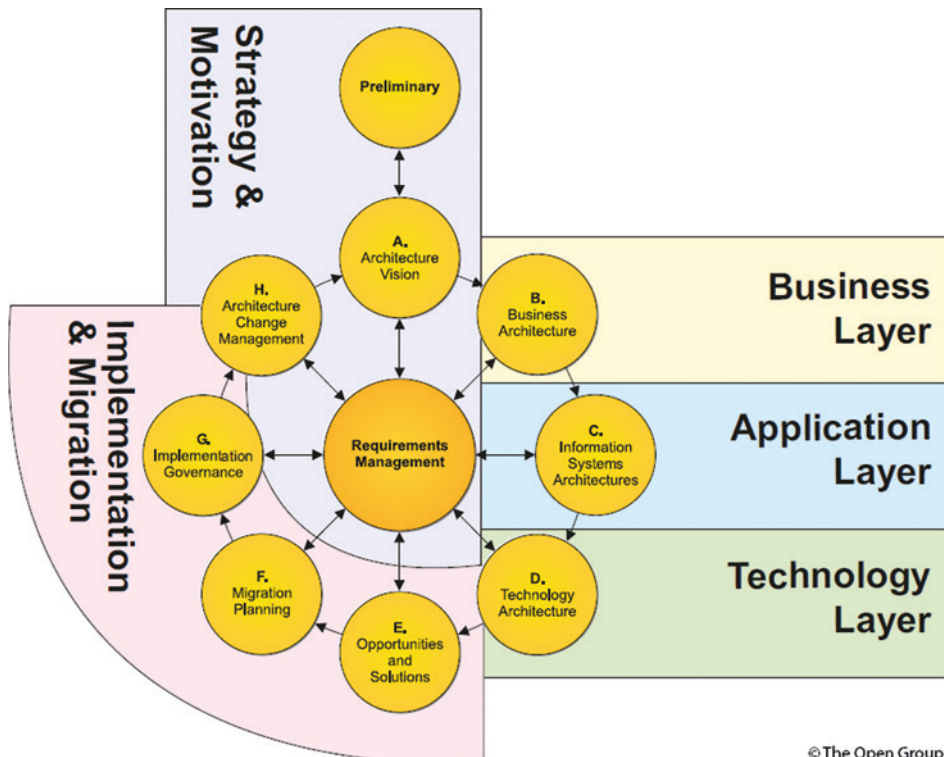 Strategy &
Motivation
Preliminary
A.
Architecture
Vision
H.
Architecture
Change
Management
B.
Business
Architecture
Business
Layer
Implementation
& Migration
G.
Implementation
Governance
Requirements
Management
C.
Information
Systems
Architectures
Application
Layer
F.
Migration
Planning
E.
Opportunities
and
Solutions
D.
Technology
Architecture
Technology
Layer
©The Open Group